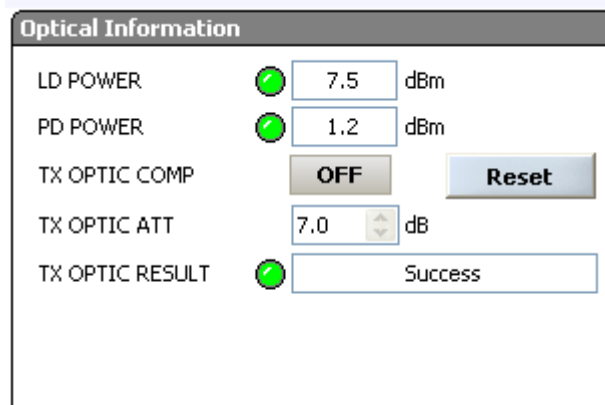 Optical Information
LD POWER 7.5 dBm
PD POWER 1.2 dBm
TX OPTIC COMP OFF Reset
TX OPTIC ATT 7.0 dB
TX OPTIC RESULT Success